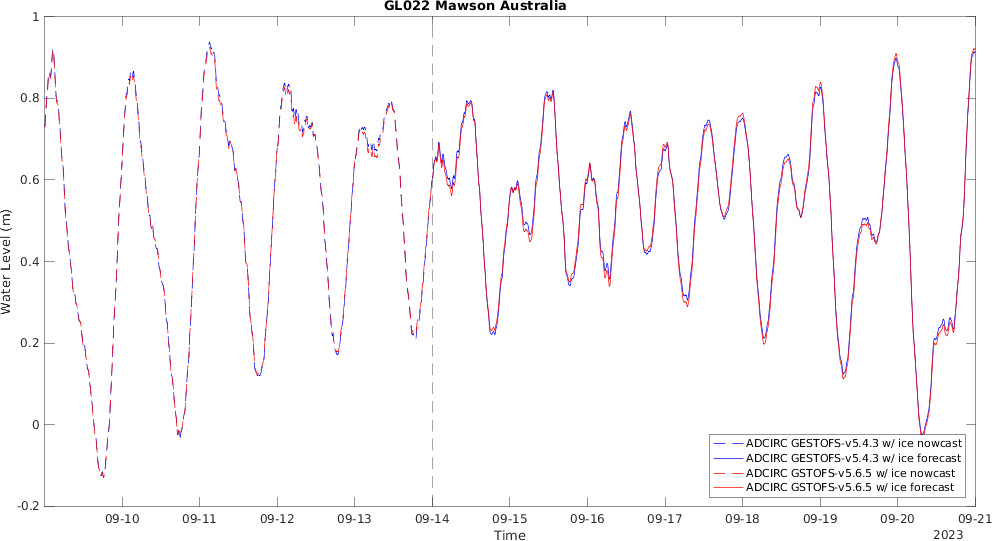 GL022 Mawson Australia
Water Level (m)
1
0.8
0.6
0.4
0.2
0
-0.2
ADCIRC GESTOFS-v5.4.3 w/ ice nowcast
ADCIRC GESTOFS-v5.4.3 w/ ice forecast
ADCIRC GSTOFS-v5.6.5 w/ ice nowcast
ADCIRC GSTOFS-v5.6.5 w/ ice forecast
09-10 09-11 09-12 09-13 09-14 09-15 09-16 09-17 09-18 09-19 09-20 09-21
Time
2023